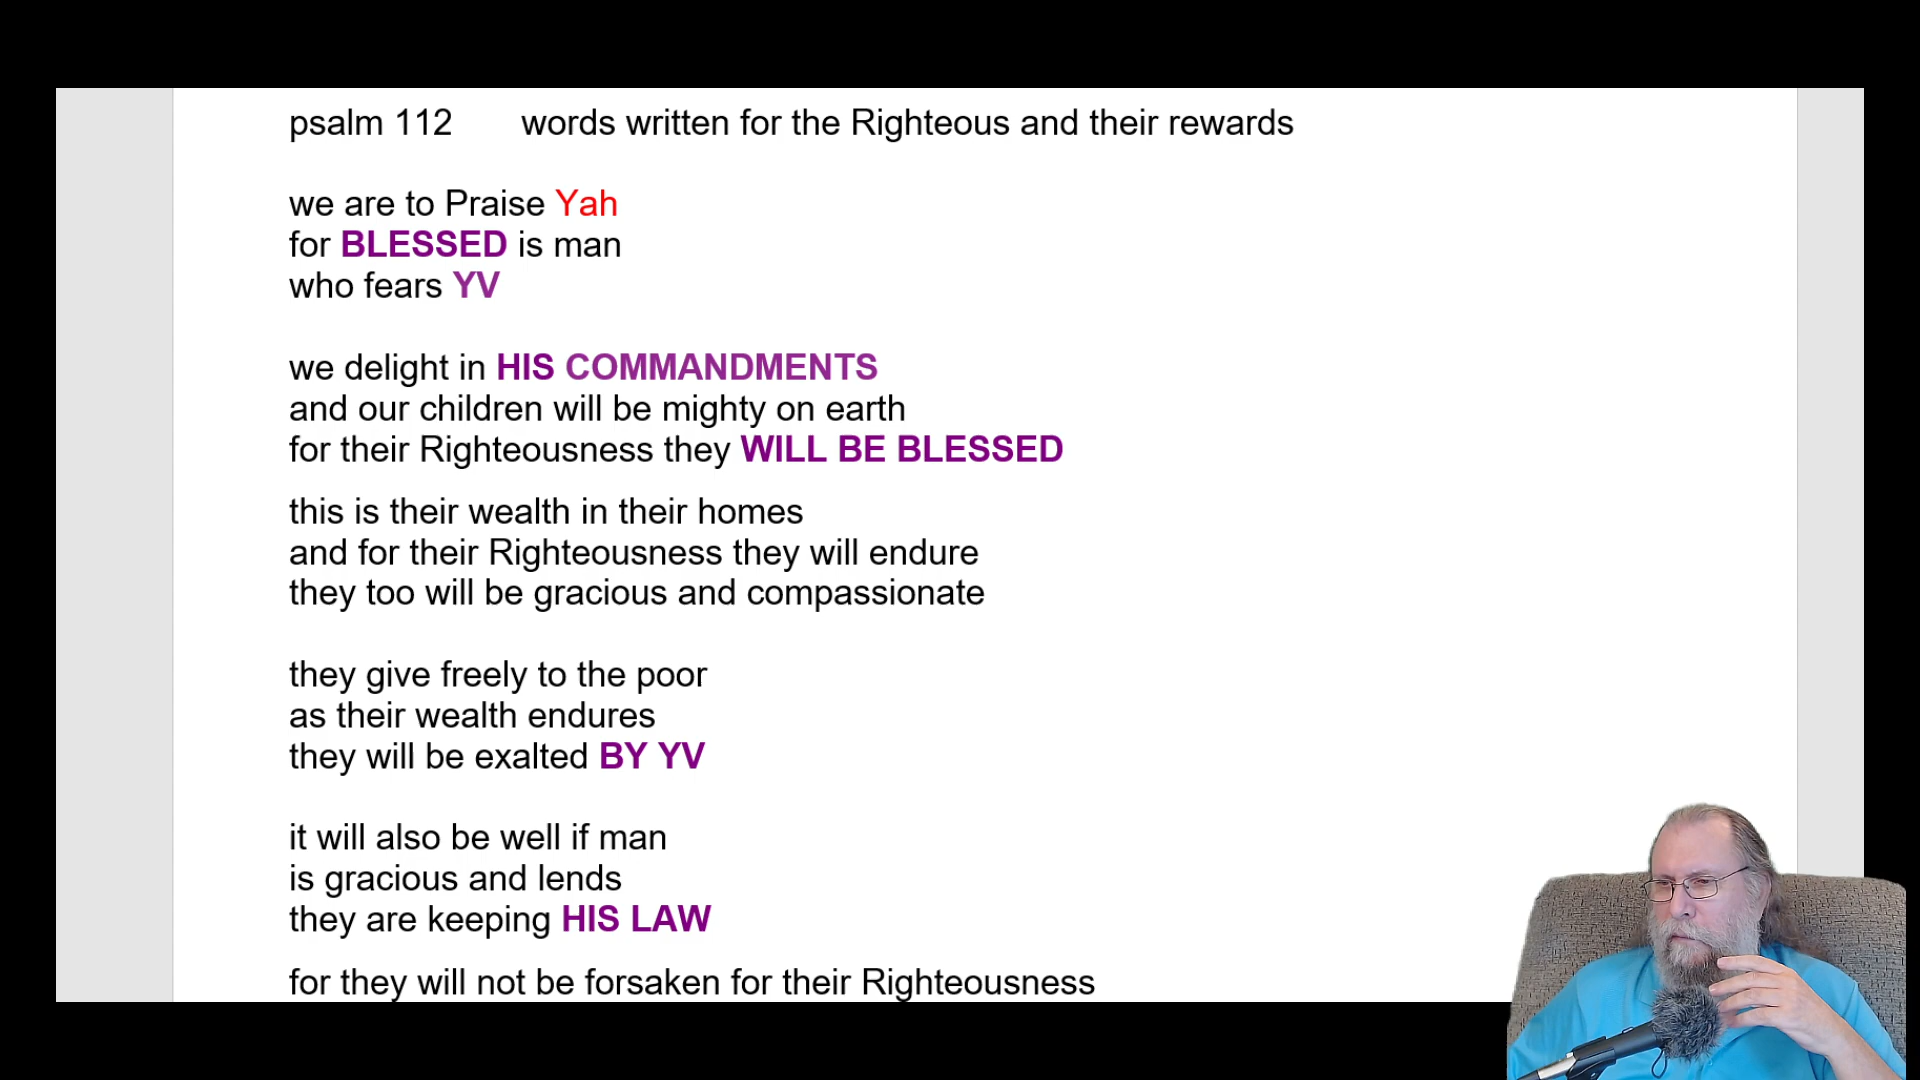 psalm 112 words written for the Righteous and their rewards
we are to Praise Yah
for BLESSED is man
who fears YV
we delight in HIS COMMANDMENTS
and our children will be mighty on earth
for their Righteousness they WILL BE BLESSED
this is their wealth in their homes
and for their Righteousness they will endure
they too will be gracious and compassionate
they give freely to the poor
as their wealth endures
they will be exalted BY YV
it will also be well if man
is gracious and lends
they are keeping HIS LAW
for they will not be forsaken for their Righteousness